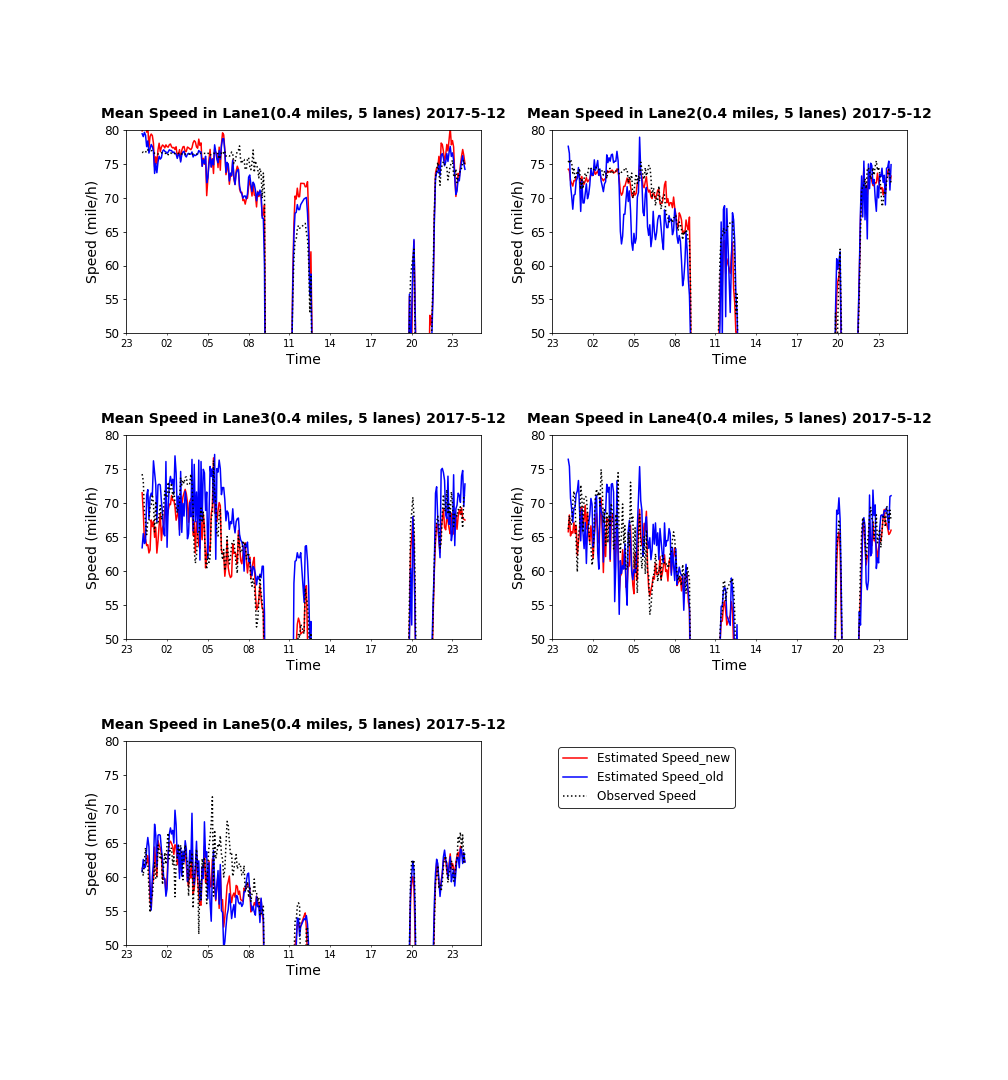 Mean Speed in Lane1(0.4 miles, 5 lanes) 2017-5-12
80
75
70
65
60
55
50
Speed (mile/h)
23 02 05 08 11 14 17 20 23
Time
Mean Speed in Lane2(0.4 miles, 5 lanes) 2017-5-12
80
75
70
65
60
55
50
Speed (mile/h)
23 02 05 08 11 14 17 20 23
Time
Mean Speed in Lane3(0.4 miles, 5 lanes) 2017-5-12
80
75
70
65
60
55
50
Speed (mile/h)
23 02 05 08 11 14 17 20 23
Time
Mean Speed in Lane4(0.4 miles, 5 lanes) 2017-5-12
80
75
70
65
60
55
50
Speed (mile/h)
23 02 05 08 11 14 17 20 23
Time
Mean Speed in Lane5(0.4 miles, 5 lanes) 2017-5-12
80
75
70
65
60
55
50
Speed (mile/h)
23 02 05 08 11 14 17 20 23
Time
Estimated Speed_new
Estimated Speed_old
Observed Speed